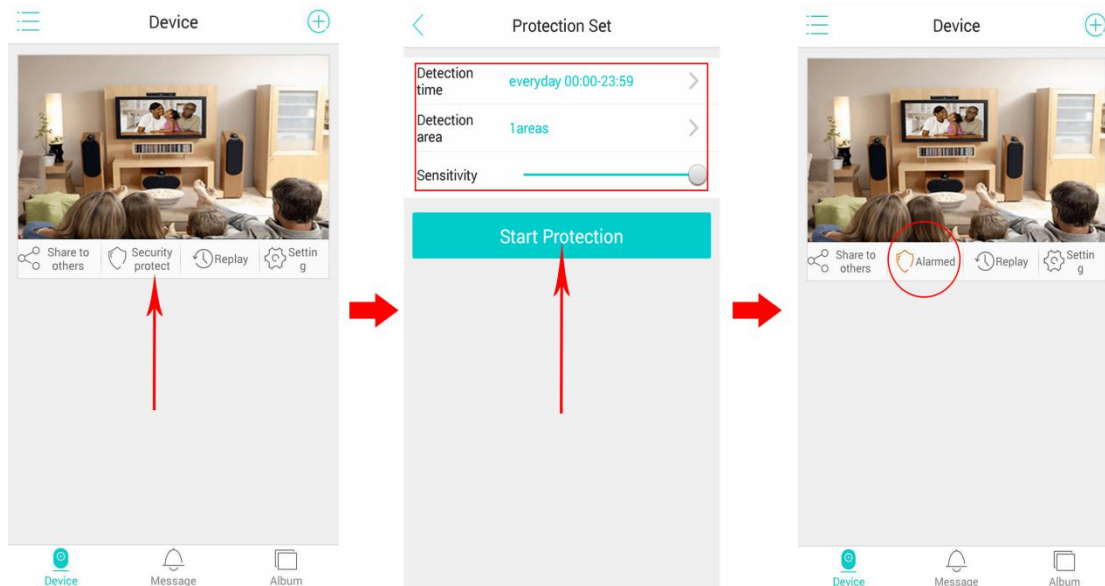 Device
Share to
others
Security
protect
Replay
Settin
g
Device
Message
Album
Protection Set
Detection
time
everyday 00:00-23:59
Detection
area
1areas
Sensitivity
Start Protection
Device
Share to
others
Alarmed
Replay
Settin
g
Device
Message
Album